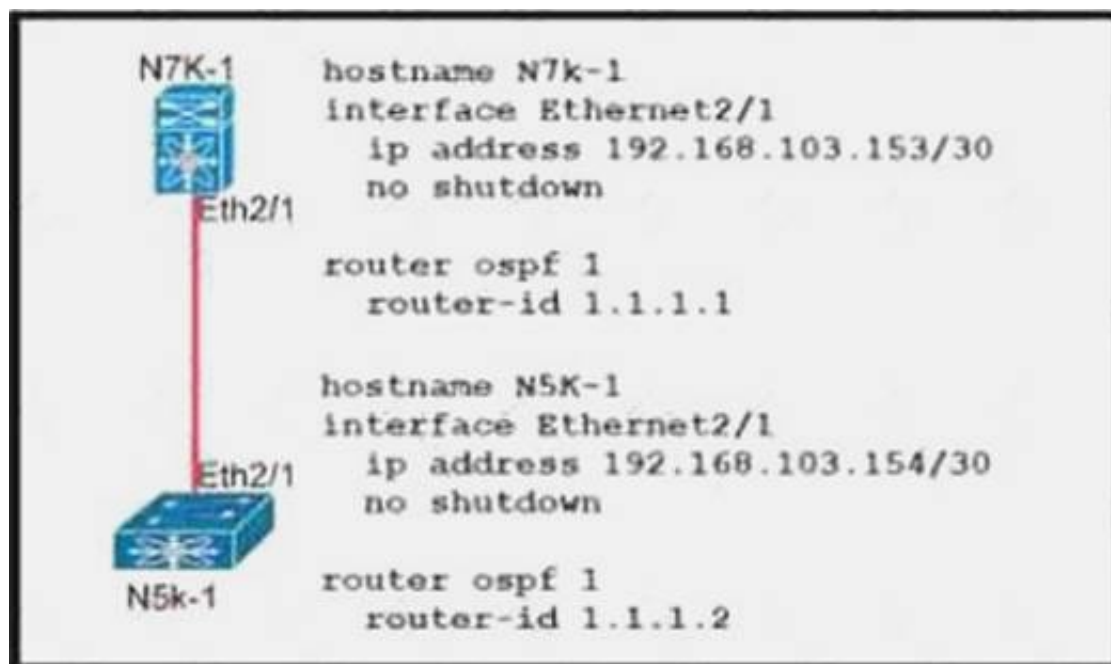 N7K-1
hostname N7k-1
interface Ethernet2/1
ip address 192.168.103.153/30
no shutdown
Eth2/1
router ospf 1
router-id 1.1.1.1
hostname N5K-1
interface Ethernet2/1
ip address 192.168.103.154/30
no shutdown
Eth2/1
router ospf 1
router-id 1.1.1.2
N5k-1